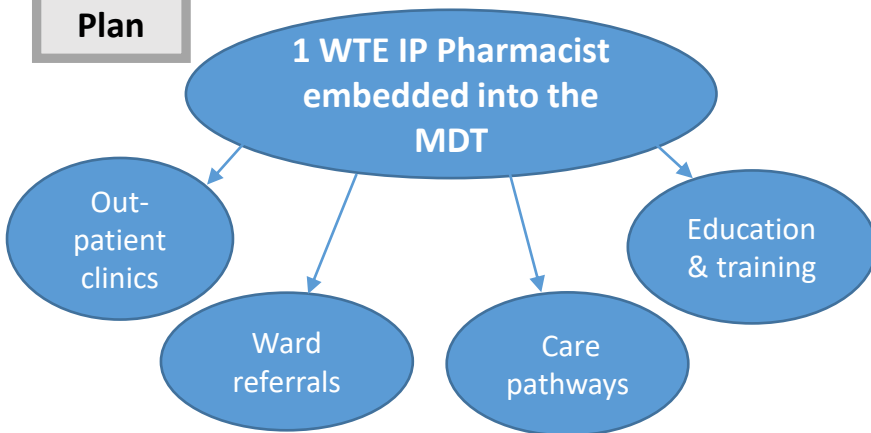 Plan
1 WTE IP Pharmacist
embedded into the
MDT
Out-
patient
clinics
Ward
referrals
Care
pathways
Education
& training